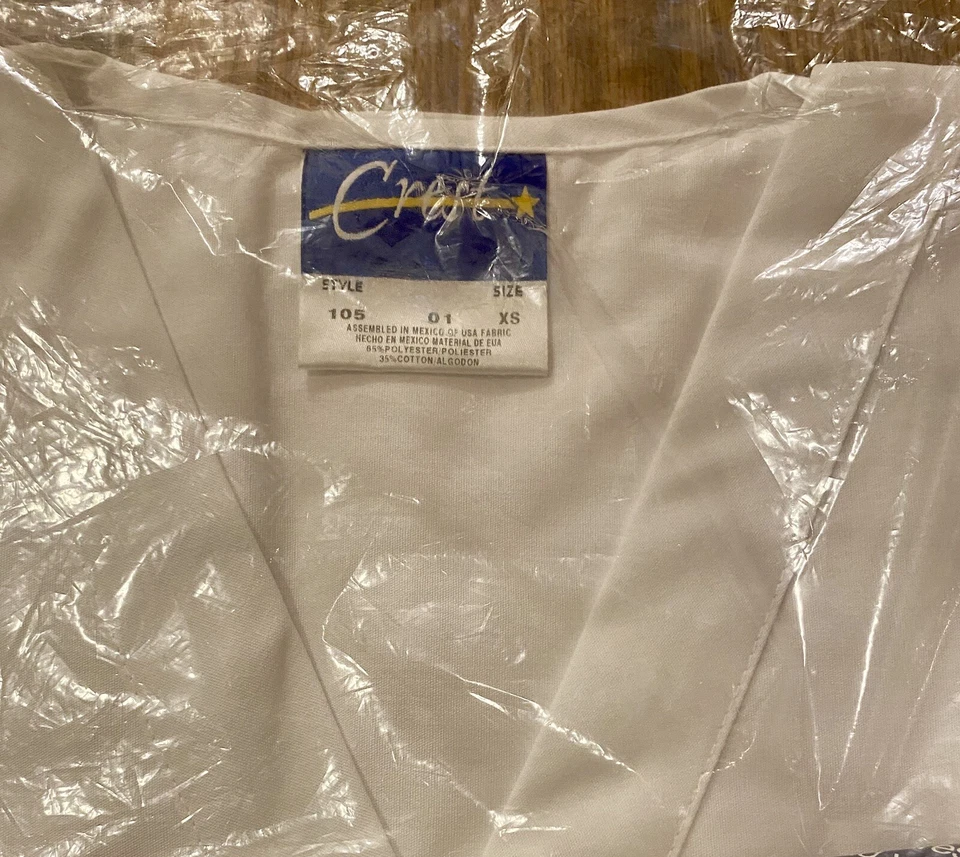 Crest
STYLE SIZE
105 01 XS
ASSEMBLED IN MEXICO OF USA FABRIC
HECHO EN MEXICO MATERIAL DE EUA
65%POLYESTER/POLIESTER
35%COTTON/ALGODON